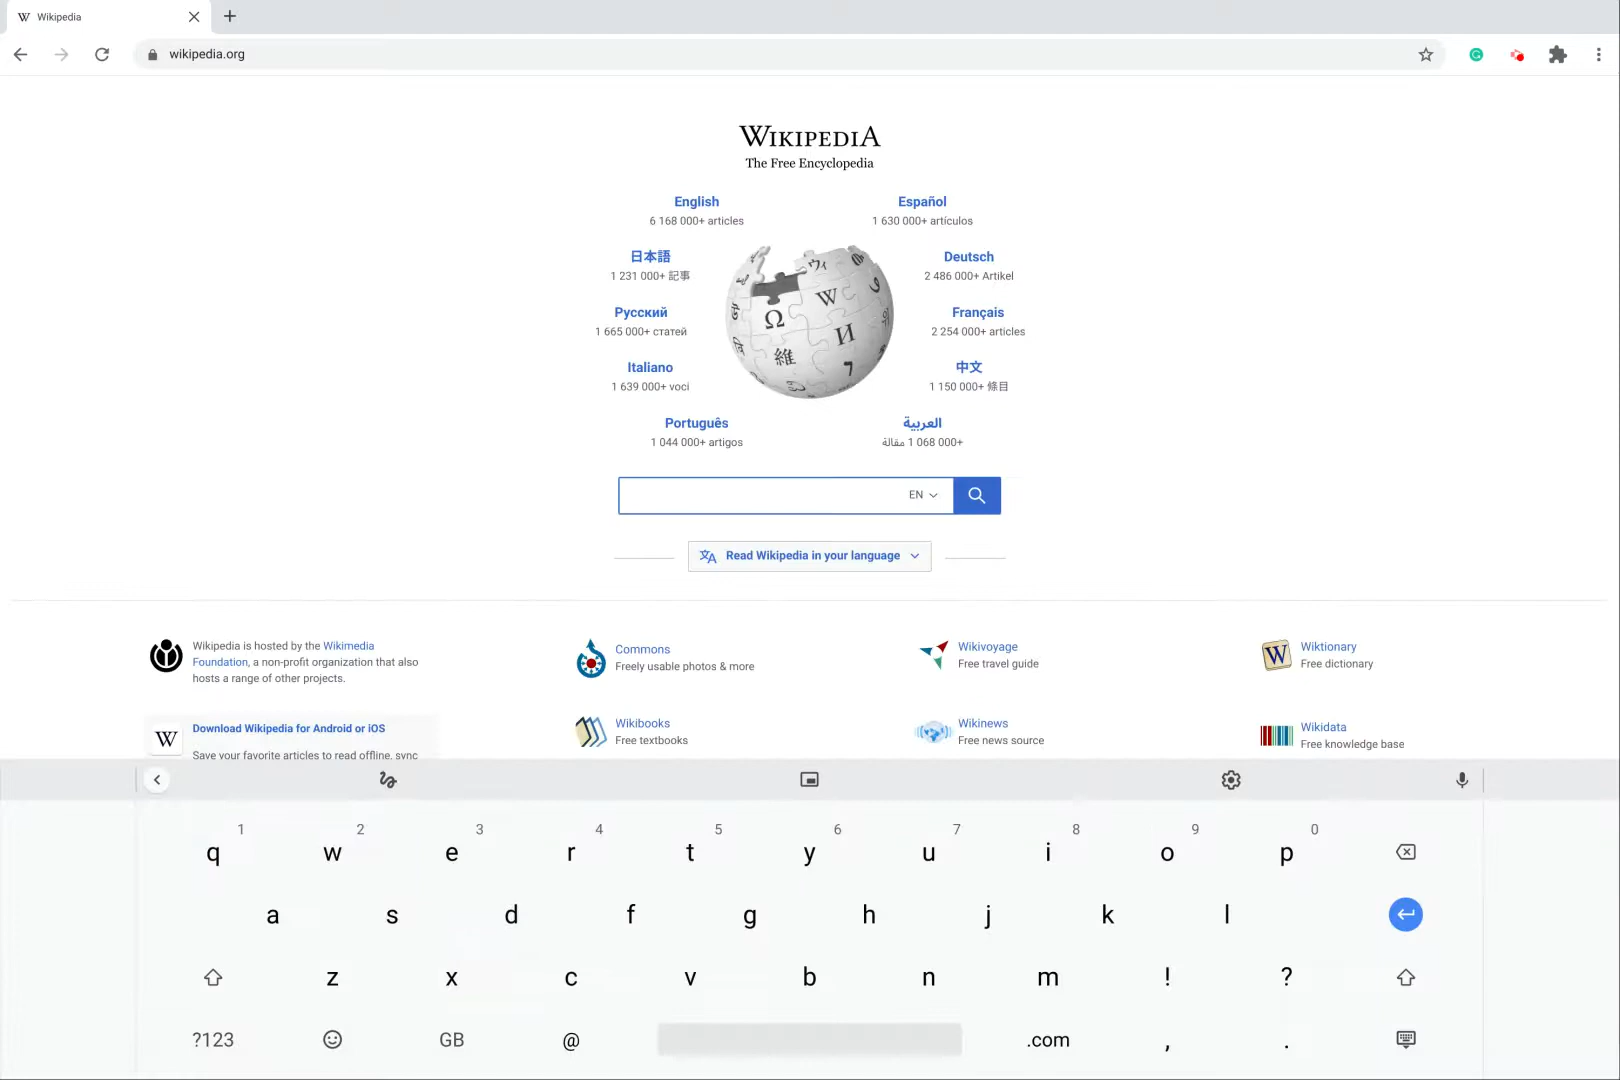 Wikipedia
wikipedia.org
WIKIPEDIA
The Free Encyclopedia
English
6 168 000+ articles
Español
1 630 000+ artículos
日本語
1 231 000+ 記事
Deutsch
2 486 000+ Artikel
Русский
1 665 000+ статей
Français
2 254 000+ articles
Italiano
1 639 000+ voci
中文
1 150 000+ 條目
Português
1 044 000+ artigos
العربية
1 068 000+ مقالة
EN
Read Wikipedia in your language
Wikipedia is hosted by the Wikimedia
Foundation, a non-profit organization that also
hosts a range of other projects.
Commons
Freely usable photos & more
Wikivoyage
Free travel guide
Wiktionary
Free dictionary
Download Wikipedia for Android or iOS
Save your favorite articles to read offline, sync
Wikibooks
Free textbooks
Wikinews
Free news source
Wikidata
Free knowledge base
1 2 3 4 5 6 7 8 9 0
q w e r t y u i o p
a s d f g h j k l
z x c v b n m ! ?
?123 GB @ .com , .